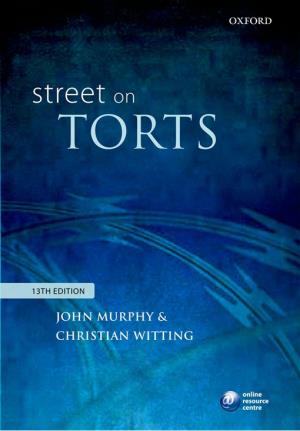 OXFORD
street on
TORTS
13TH EDITION
JOHN MURPHY &
CHRISTIAN WITTING
online
resource
centre